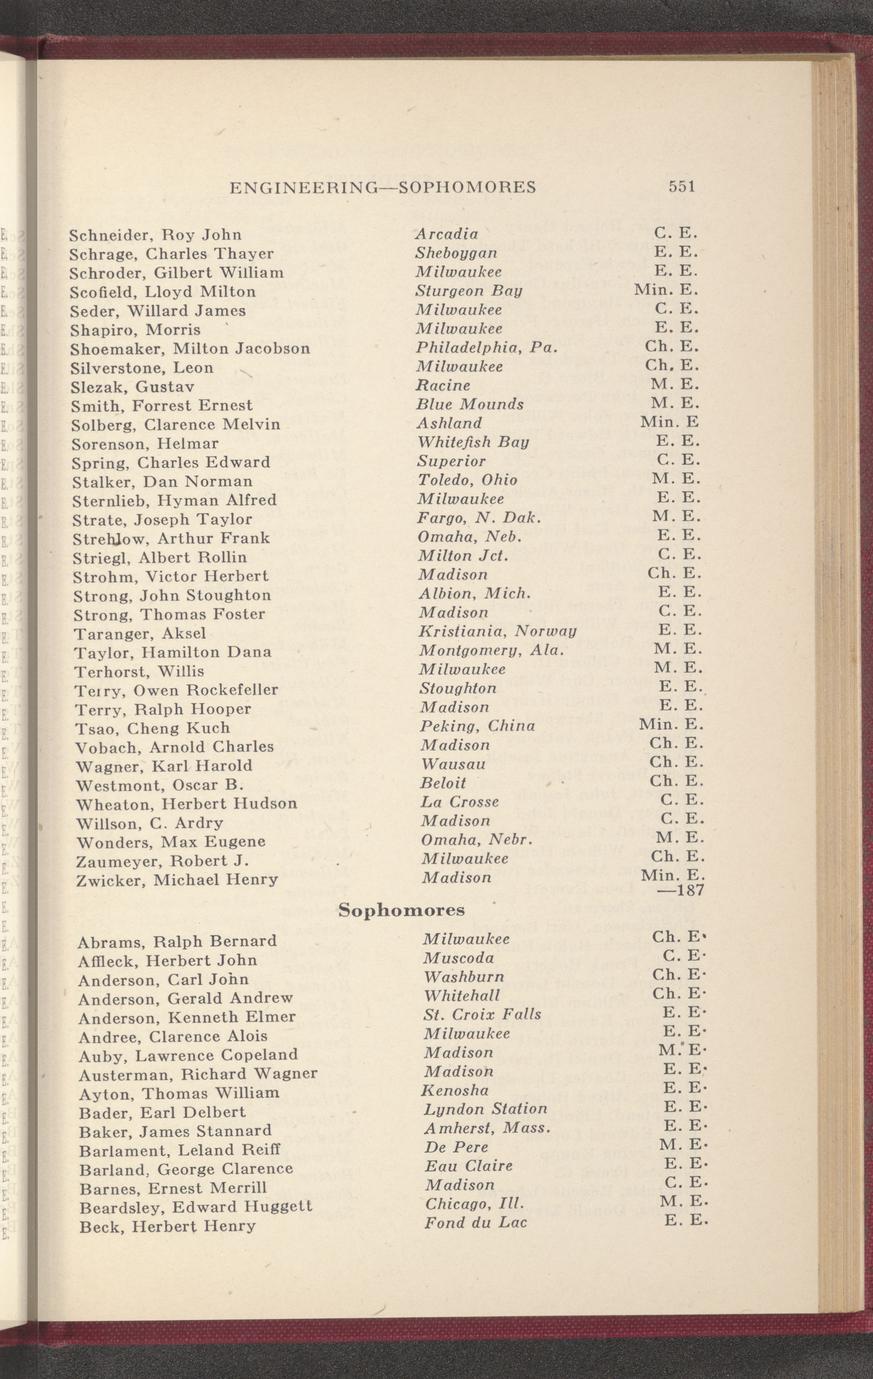 ENGINEERING—SOPHOMORES 551
Schneider, Roy John Arcadia C. E.
Schrage, Charles Thayer Sheboygan E. E.
Schroder, Gilbert William Milwaukee E. E.
Scofield, Lloyd Milton Sturgeon Bay Min. E.
Seder, Willard James Milwaukee C. E.
Shapiro, Morris Milwaukee E. E.
Shoemaker, Milton Jacobson Philadelphia, Pa. Ch. E.
Silverstone, Leon Milwaukee Ch. E.
Slezak, Gustav Racine M. E.
Smith, Forrest Ernest Blue Mounds M. E.
Solberg, Clarence Melvin Ashland Min. E
Sorenson, Helmar Whitefish Bay E. E.
Spring, Charles Edward Superior C. E.
Stalker, Dan Norman Toledo, Ohio M. E.
Sternlieb, Hyman Alfred Milwaukee E. E.
Strate, Joseph Taylor Fargo, N. Dak. M. E.
Strehlow, Arthur Frank Omaha, Neb. E. E.
Striegl, Albert Rollin Milton Jct. C. E.
Strohm, Victor Herbert Madison Ch. E.
Strong, John Stoughton Albion, Mich. E. E.
Strong, Thomas Foster Madison C. E.
Taranger, Aksel Kristiania, Norway E. E.
Taylor, Hamilton Dana Montgomery, Ala. M. E.
Terhorst, Willis Milwaukee M. E.
Terry, Owen Rockefeller Stoughton E. E.
Terry, Ralph Hooper Madison E. E.
Tsao, Cheng Kuch Peking, China Min. E.
Vobach, Arnold Charles Madison Ch. E.
Wagner, Karl Harold Wausau Ch. E.
Westmont, Oscar B. Beloit Ch. E.
Wheaton, Herbert Hudson La Crosse C. E.
Willson, C. Ardry Madison C. E.
Wonders, Max Eugene Omaha, Nebr. M. E.
Zaumeyer, Robert J. Milwaukee Ch. E.
Zwicker, Michael Henry Madison Min. E.
—187
Sophomores
Abrams, Ralph Bernard Milwaukee Ch. E.
Affleck, Herbert John Muscoda C. E.
Anderson, Carl John Washburn Ch. E.
Anderson, Gerald Andrew Whitehall Ch. E.
Anderson, Kenneth Elmer St. Croix Falls E. E.
Andree, Clarence Alois Milwaukee E. E.
Auby, Lawrence Copeland Madison M. E.
Austerman, Richard Wagner Madison E. E.
Ayton, Thomas William Kenosha E. E.
Bader, Earl Delbert Lyndon Station E. E.
Baker, James Stannard Amherst, Mass. E. E.
Barlament, Leland Reiff De Pere M. E.
Barland, George Clarence Eau Claire E. E.
Barnes, Ernest Merrill Madison C. E.
Beardsley, Edward Huggett Chicago, Ill. M. E.
Beck, Herbert Henry Fond du Lac E. E.